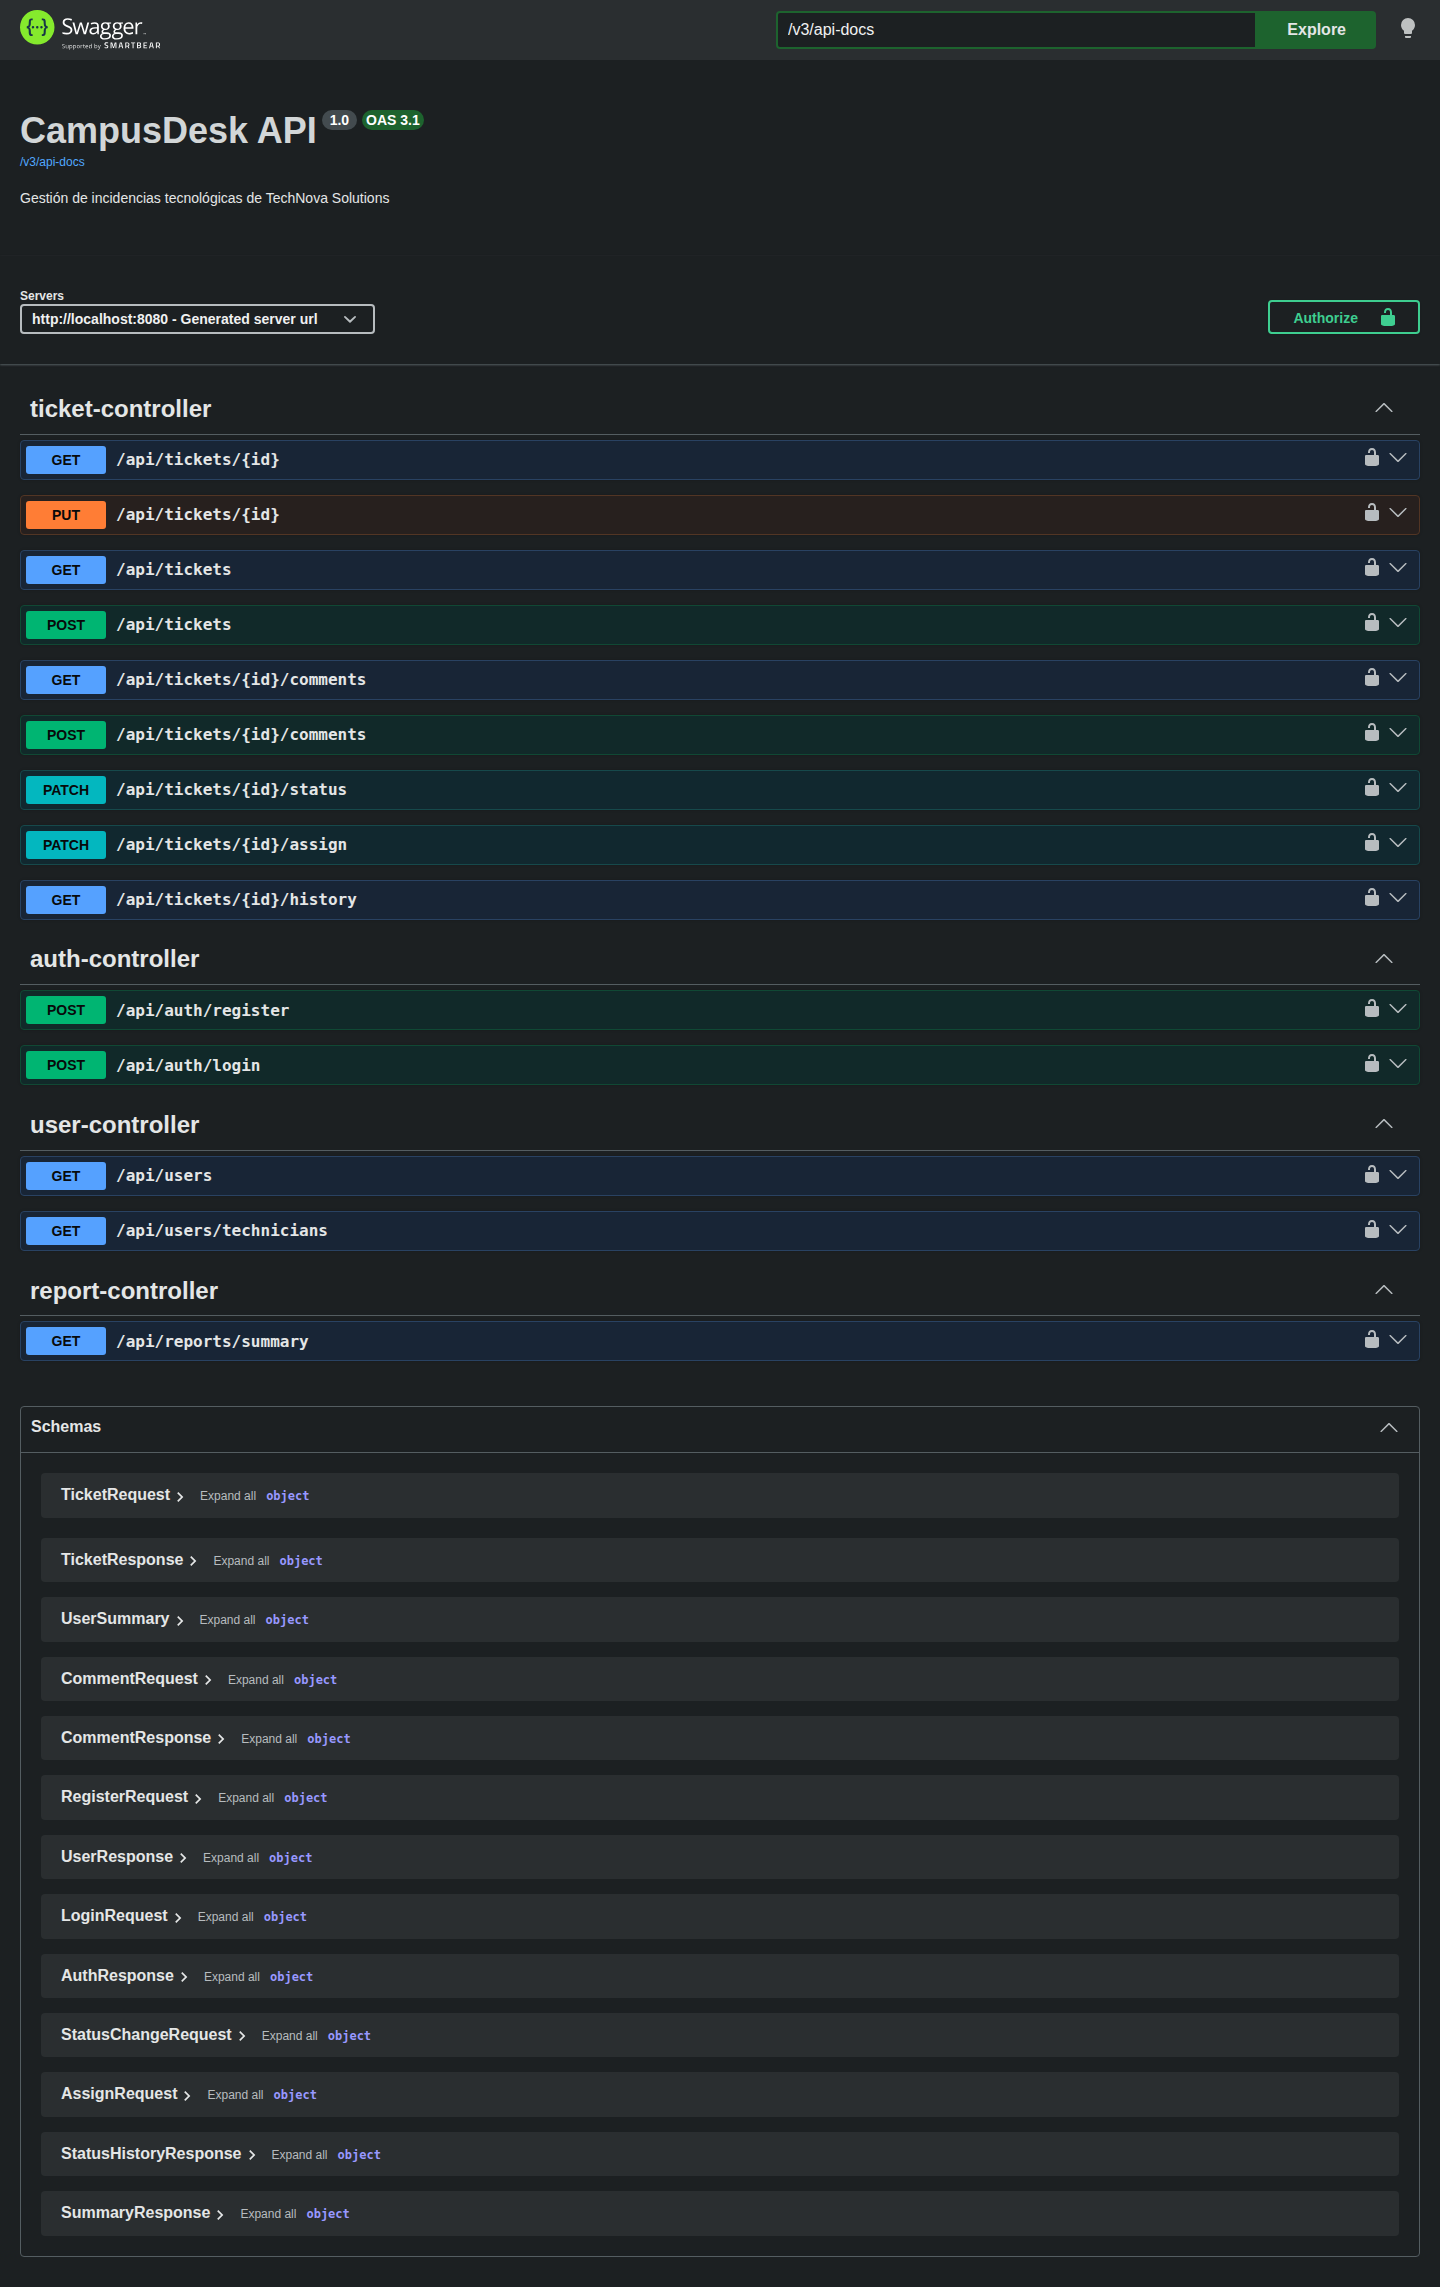 Swagger
Supported by SMARTBEAR
/v3/api-docs
Explore
CampusDesk API 1.0 OAS 3.1
/v3/api-docs
Gestión de incidencias tecnológicas de TechNova Solutions
Servers
http://localhost:8080 - Generated server url
Authorize
ticket-controller
GET /api/tickets/{id}
PUT /api/tickets/{id}
GET /api/tickets
POST /api/tickets
GET /api/tickets/{id}/comments
POST /api/tickets/{id}/comments
PATCH /api/tickets/{id}/status
PATCH /api/tickets/{id}/assign
GET /api/tickets/{id}/history
auth-controller
POST /api/auth/register
POST /api/auth/login
user-controller
GET /api/users
GET /api/users/technicians
report-controller
GET /api/reports/summary
Schemas
TicketRequest Expand all object
TicketResponse Expand all object
UserSummary Expand all object
CommentRequest Expand all object
CommentResponse Expand all object
RegisterRequest Expand all object
UserResponse Expand all object
LoginRequest Expand all object
AuthResponse Expand all object
StatusChangeRequest Expand all object
AssignRequest Expand all object
StatusHistoryResponse Expand all object
SummaryResponse Expand all object